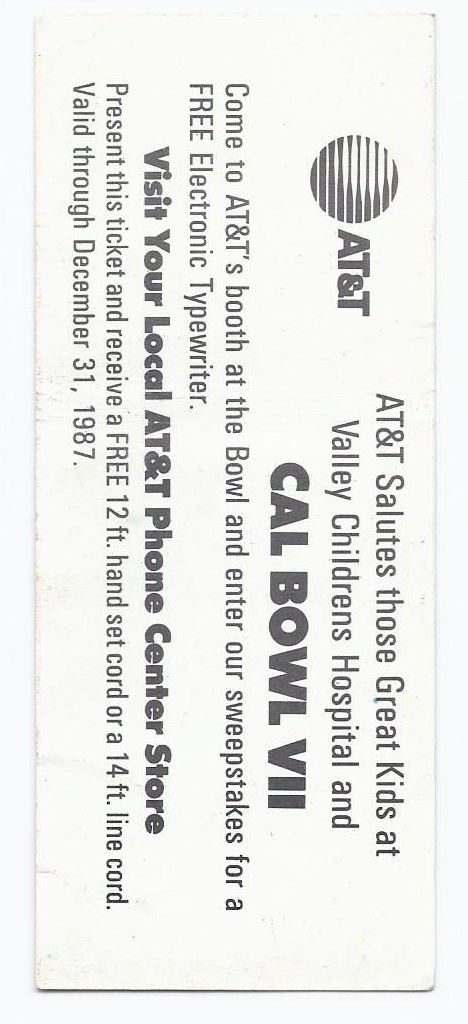 AT&T
AT&T Salutes those Great Kids at
Valley Childrens Hospital and
CAL BOWL VII
Come to AT&T's booth at the Bowl and enter our sweepstakes for a
FREE Electronic Typewriter.
Visit Your Local AT&T Phone Center Store
Present this ticket and receive a FREE 12 ft. hand set cord or a 14 ft. line cord.
Valid through December 31, 1987.